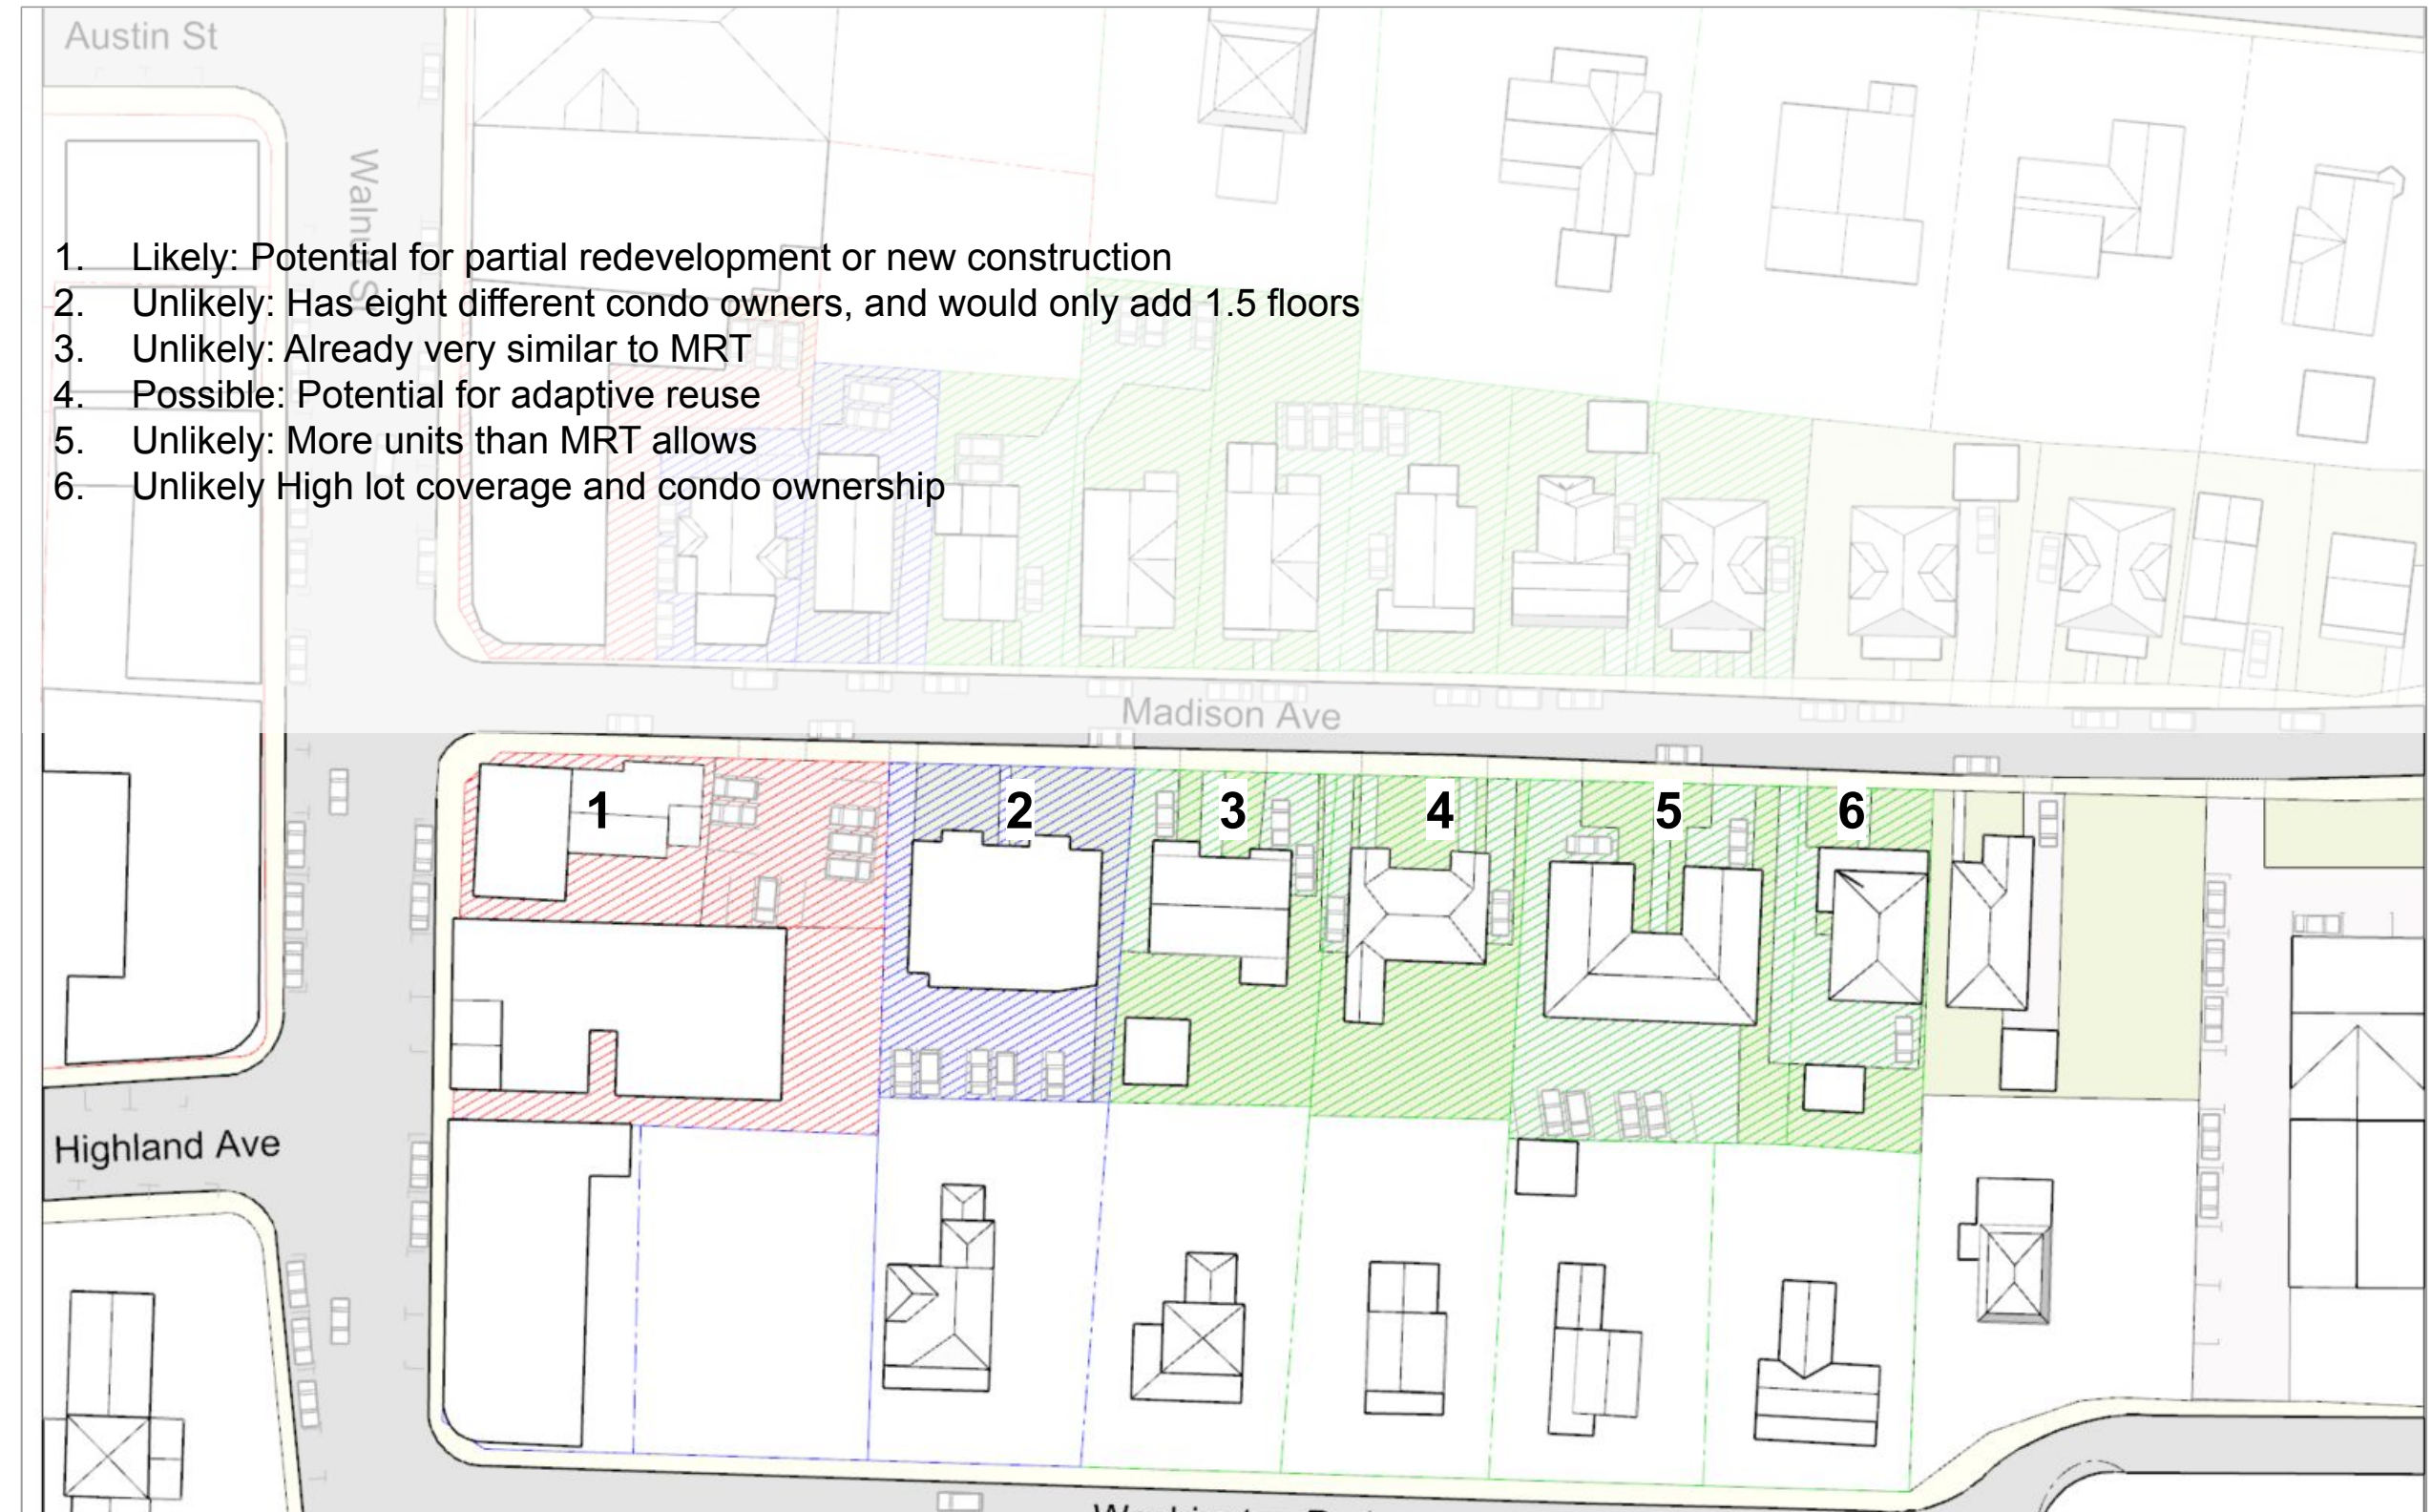 Austin St
Walnut St
1. Likely: Potential for partial redevelopment or new construction
2. Unlikely: Has eight different condo owners, and would only add 1.5 floors
3. Unlikely: Already very similar to MRT
4. Possible: Potential for adaptive reuse
5. Unlikely: More units than MRT allows
6. Unlikely High lot coverage and condo ownership
Madison Ave
1 2 3 4 5 6
Highland Ave